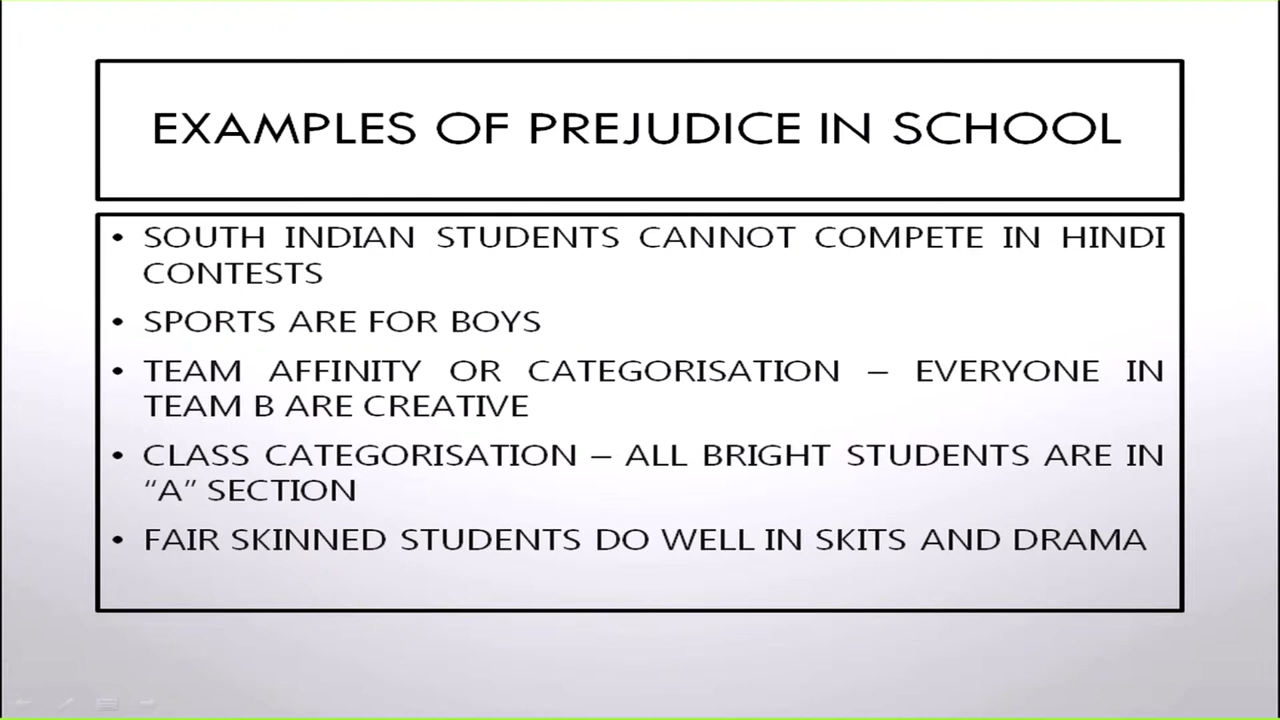 EXAMPLES OF PREJUDICE IN SCHOOL
• SOUTH INDIAN STUDENTS CANNOT COMPETE IN HINDI
CONTESTS
• SPORTS ARE FOR BOYS
• TEAM AFFINITY OR CATEGORISATION – EVERYONE IN
TEAM B ARE CREATIVE
• CLASS CATEGORISATION – ALL BRIGHT STUDENTS ARE IN
“A” SECTION
• FAIR SKINNED STUDENTS DO WELL IN SKITS AND DRAMA